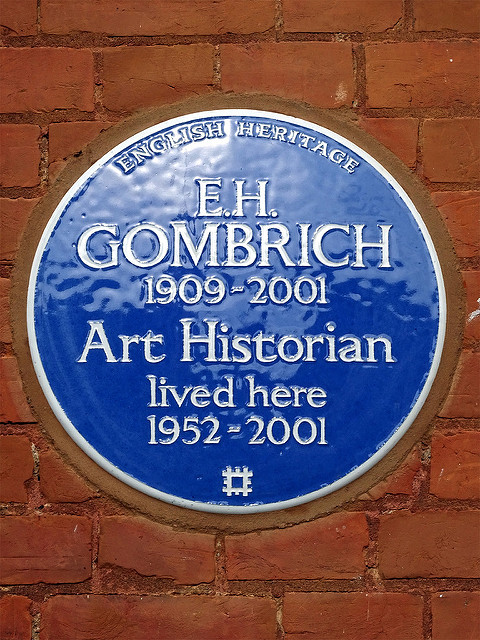 ENGLISH HERITAGE
E.H.
GOMBRICH
1909-2001
Art Historian
lived here
1952-2001